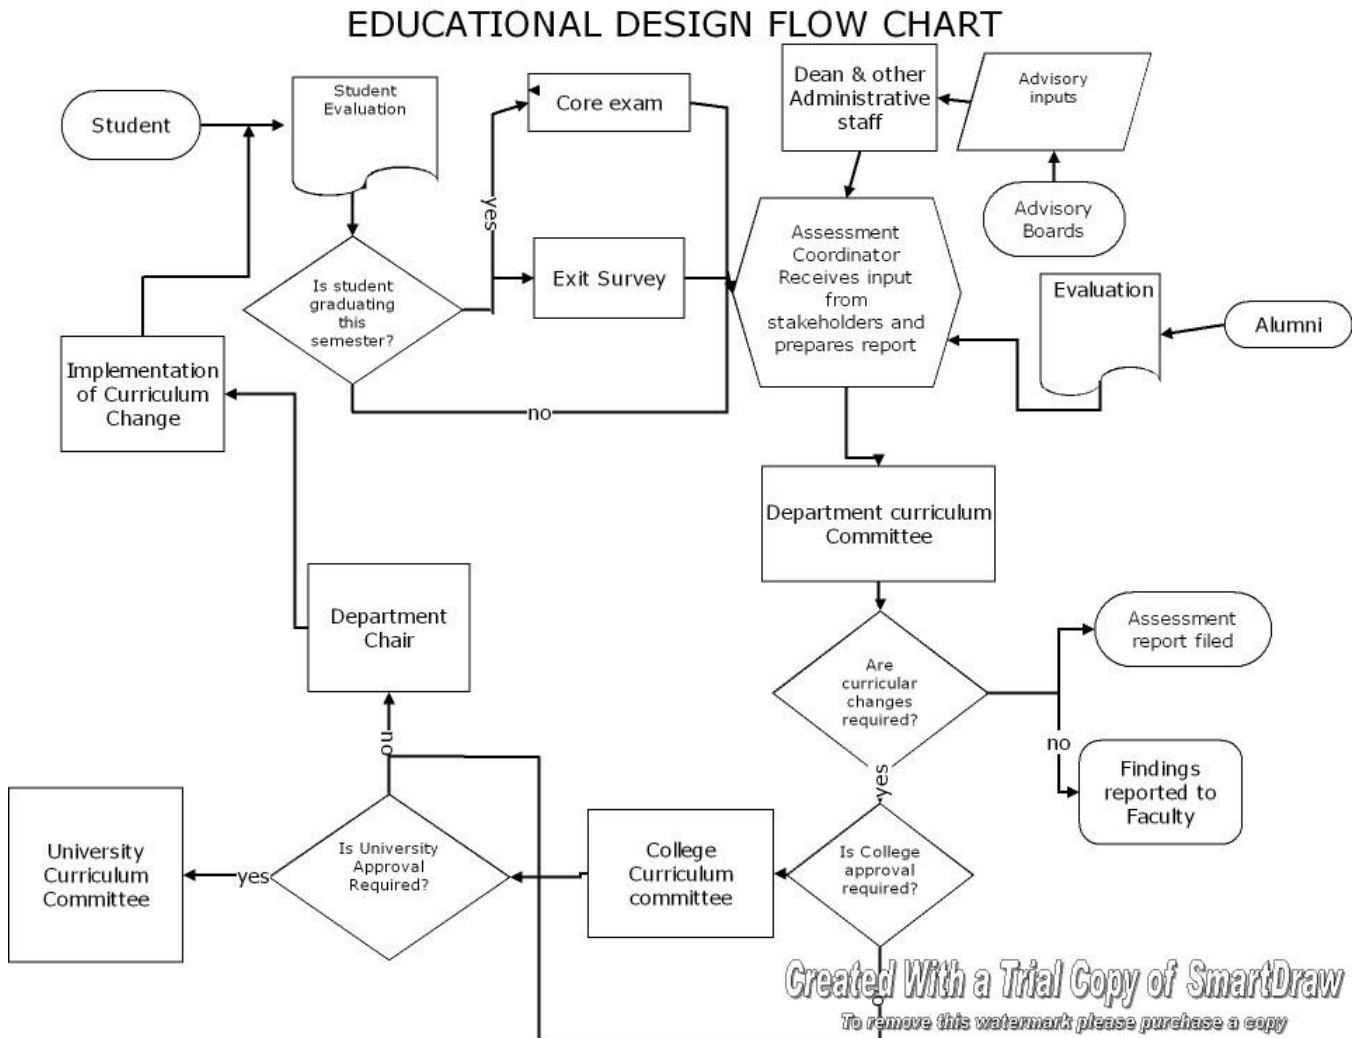 EDUCATIONAL DESIGN FLOW CHART
Student
Student
Evaluation
Core exam
Dean & other
Administrative
staff
Advisory
inputs
Advisory
Boards
yes
Is student
graduating
this
semester?
Exit Survey
Assessment
Coordinator
Receives input
from
stakeholders and
prepares report
Evaluation
Alumni
Implementation
of Curriculum
Change
no
Department curriculum
Committee
Department
Chair
Are
curricular
changes
required?
Assessment
report filed
no
Findings
reported to
Faculty
yes
no
University
Curriculum
Committee
yes
Is University
Approval
Required?
College
Curriculum
committee
Is College
approval
required?
Created With a Trial Copy of SmartDraw
To remove this watermark please purchase a copy